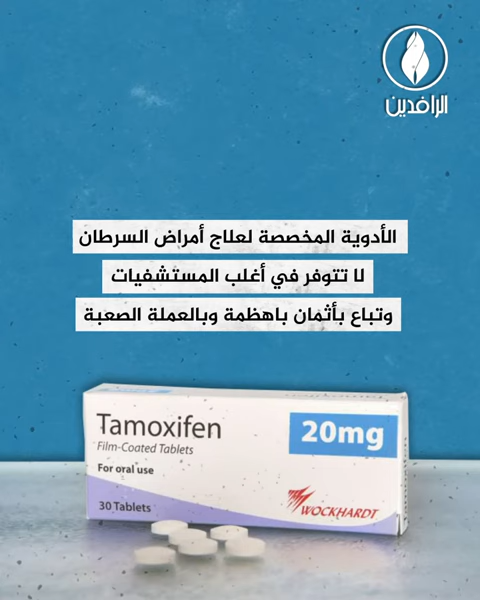 الرافدين
الأدوية المخصصة لعلاج أمراض السرطان
لا تتوفر في أغلب المستشفيات
وتباع بأثمان باهظمة وبالعملة الصعبة
Tamoxifen
20mg
Film-Coated Tablets
For oral use
30 Tablets
WOCKHARDT